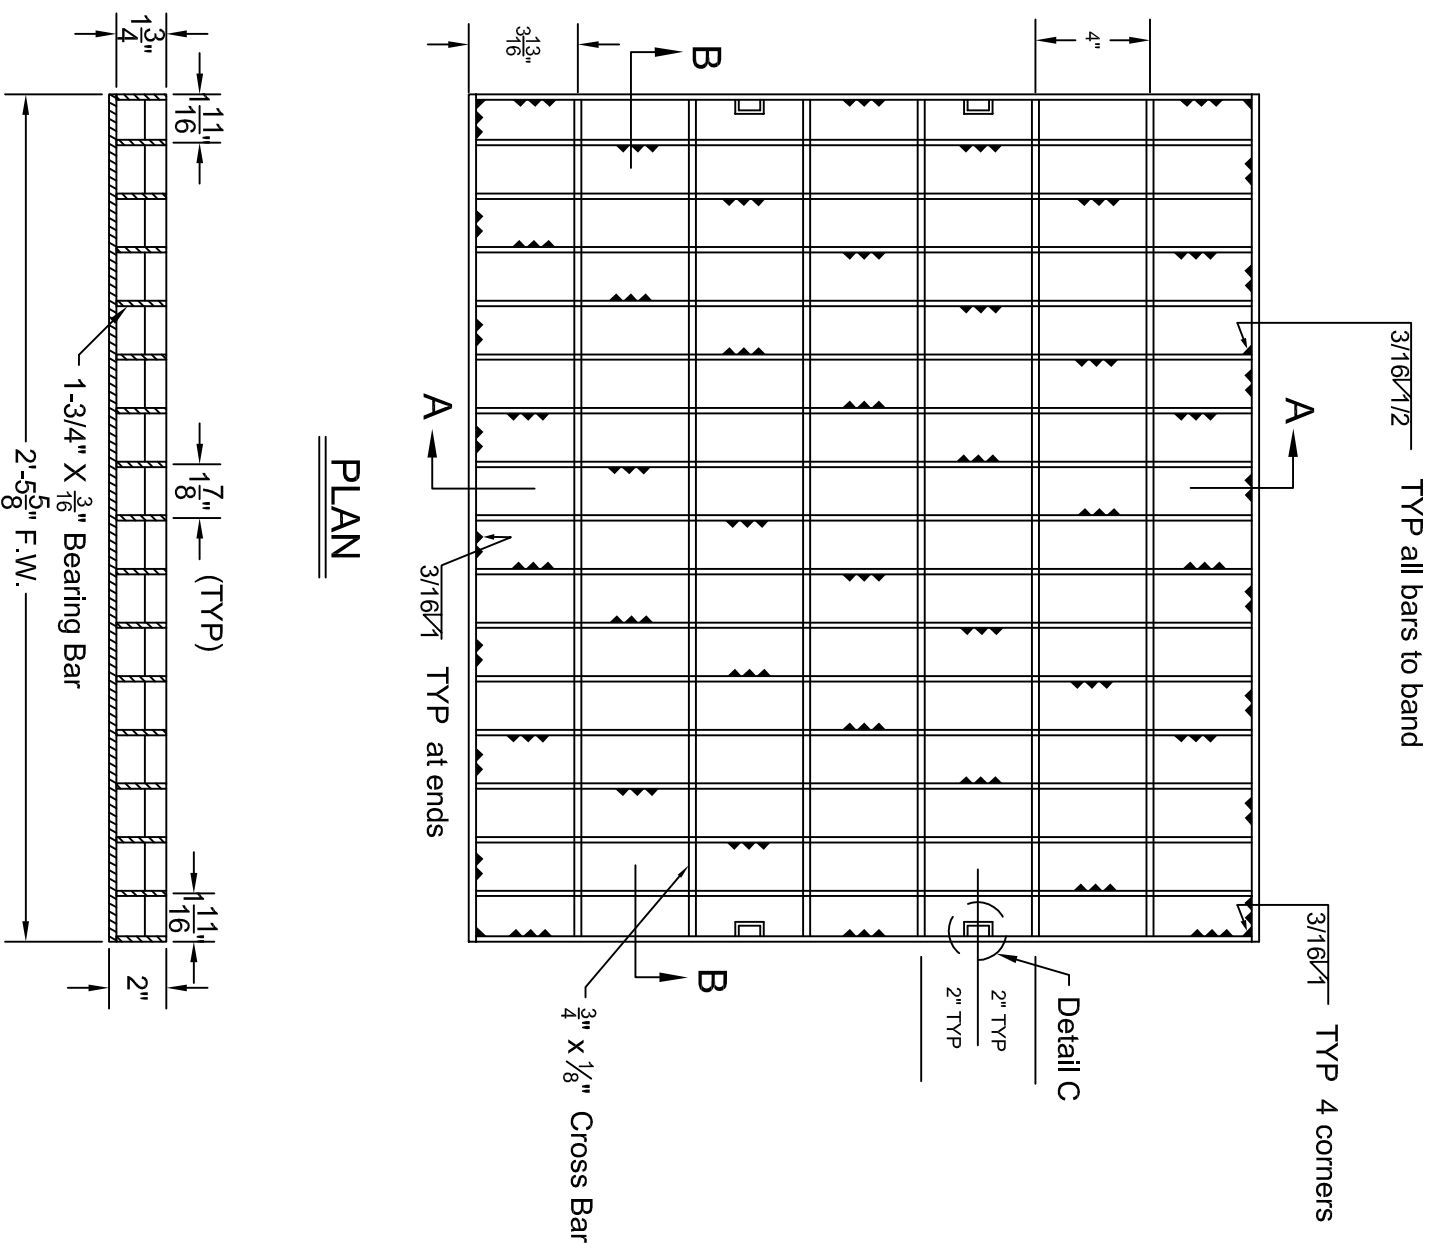 3/16 1/2 TYP all bars to band
3/16 1 TYP 4 corners
A
Detail C
4"
2" TYP
2" TYP
B
B
3 13/16"
3/4" x 1/8" Cross Bar
A
3/16 1 TYP at ends
PLAN
1 11/16"
1 7/8" (TYP)
1 11/16"
1 3/4"
2"
1-3/4" X 3/16" Bearing Bar
2'-5 5/8" F.W.